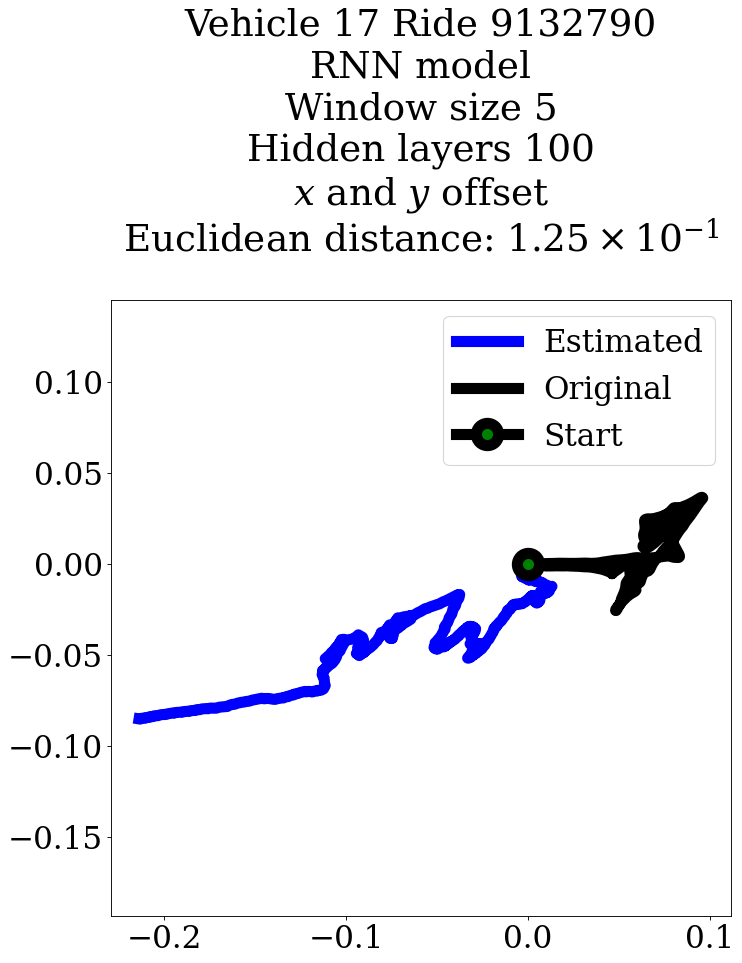 Vehicle 17 Ride 9132790
RNN model
Window size 5
Hidden layers 100
x and y offset
Euclidean distance: 1.25 × 10⁻¹
Estimated
Original
Start
0.10
0.05
0.00
−0.05
−0.10
−0.15
−0.2
−0.1
0.0
0.1